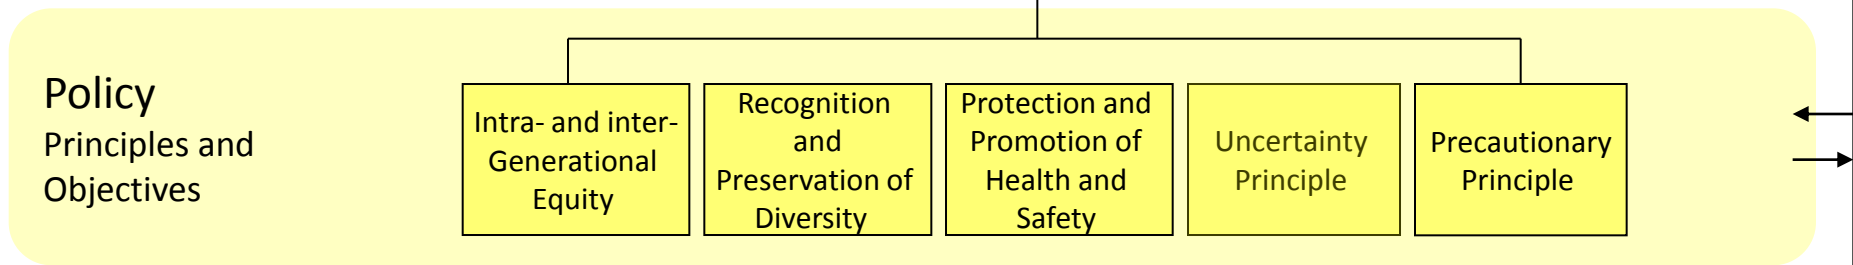 Policy
Principles and
Objectives
Intra- and inter-
Generational
Equity
Recognition
and
Preservation of
Diversity
Protection and
Promotion of
Health and
Safety
Uncertainty
Principle
Precautionary
Principle